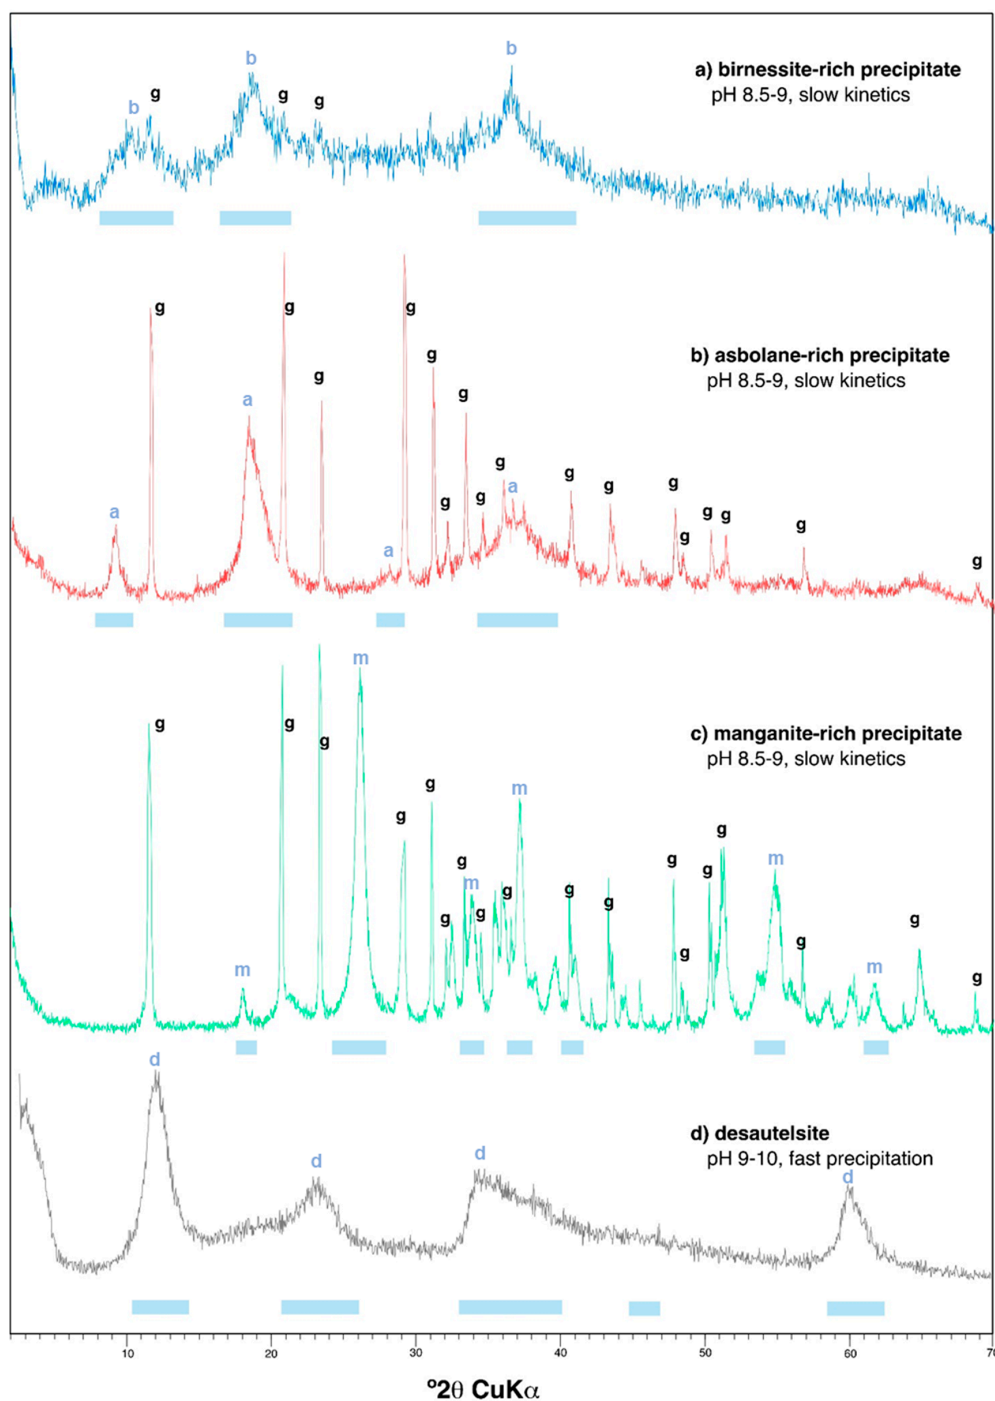 b
b
b
g
g
g
a) birnessite-rich precipitate
pH 8.5-9, slow kinetics
g
g
g
g
g
g
b) asbolane-rich precipitate
pH 8.5-9, slow kinetics
a
a
a
g
g
g
a
g
g
g
g
g
g
g
g
m
g
g
g
c) manganite-rich precipitate
pH 8.5-9, slow kinetics
g
g
m
g
g
m
g
g
g
g
g
g
g
g
m
g
g
m
m
g
d
d
d
d) desautelsite
pH 9-10, fast precipitation
d
10 20 30 40 50 60 70
°2θ CuKα